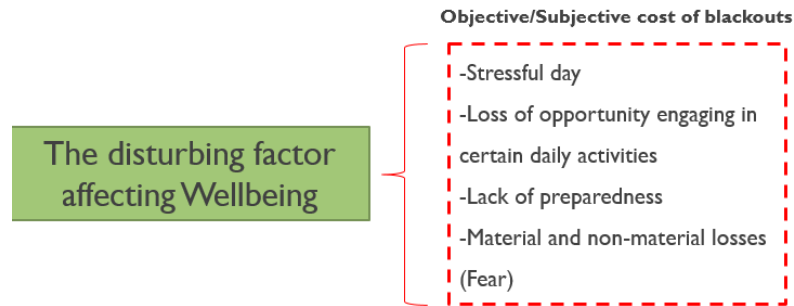 Objective/Subjective cost of blackouts
The disturbing factor
affecting Wellbeing
-Stressful day
-Loss of opportunity engaging in
certain daily activities
-Lack of preparedness
-Material and non-material losses
(Fear)